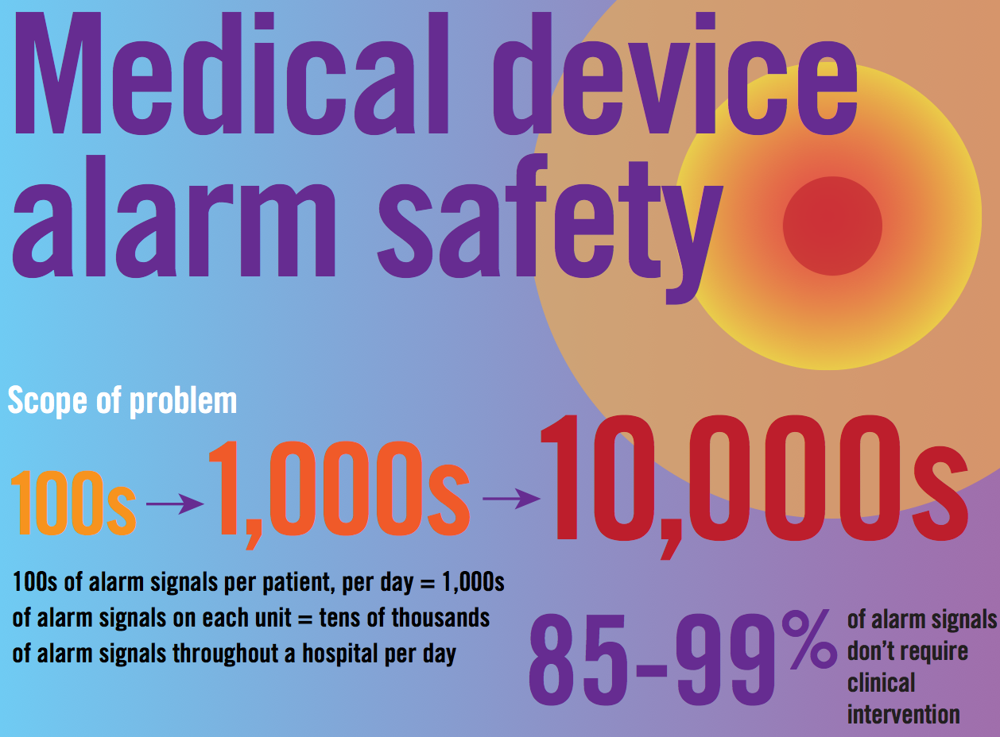 Medical device
alarm safety
Scope of problem
100s → 1,000s → 10,000s
100s of alarm signals per patient, per day = 1,000s
of alarm signals on each unit = tens of thousands
of alarm signals throughout a hospital per day
85-99%
of alarm signals
don’t require
clinical
intervention